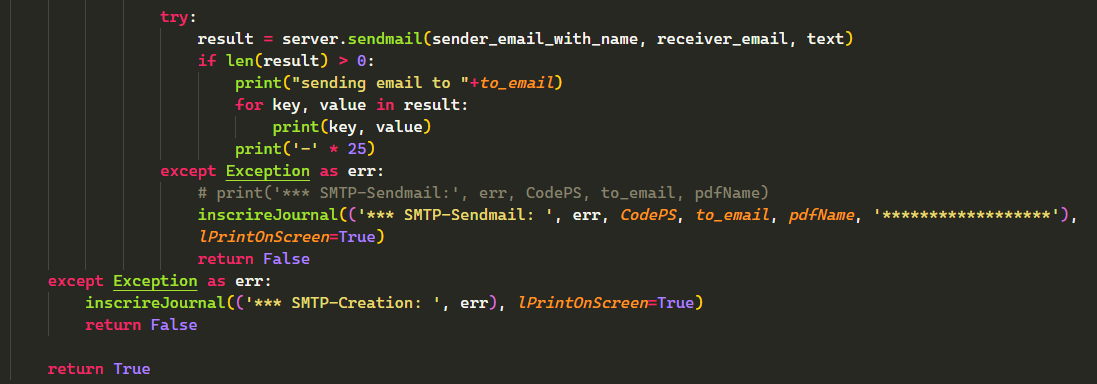 try:
    result = server.sendmail(sender_email_with_name, receiver_email, text)
    if len(result) > 0:
        print("sending email to "+to_email)
        for key, value in result:
            print(key, value)
        print('-' * 25)
except Exception as err:
    # print('*** SMTP-Sendmail:', err, CodePS, to_email, pdfName)
    inscrireJournal(('*** SMTP-Sendmail: ', err, CodePS, to_email, pdfName, '******************'),
    lPrintOnScreen=True)
    return False
except Exception as err:
    inscrireJournal(('*** SMTP-Creation: ', err), lPrintOnScreen=True)
    return False
return True